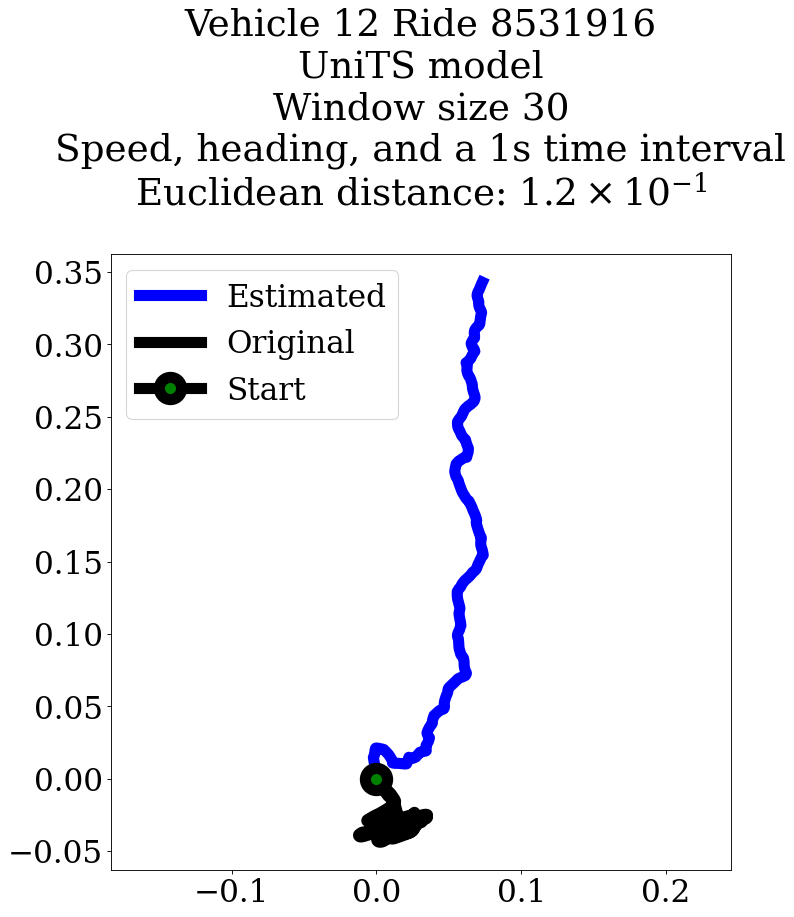 Vehicle 12 Ride 8531916
UniTS model
Window size 30
Speed, heading, and a 1s time interval
Euclidean distance: 1.2 × 10⁻¹
Estimated
Original
Start
0.35
0.30
0.25
0.20
0.15
0.10
0.05
0.00
−0.05
−0.1
0.0
0.1
0.2